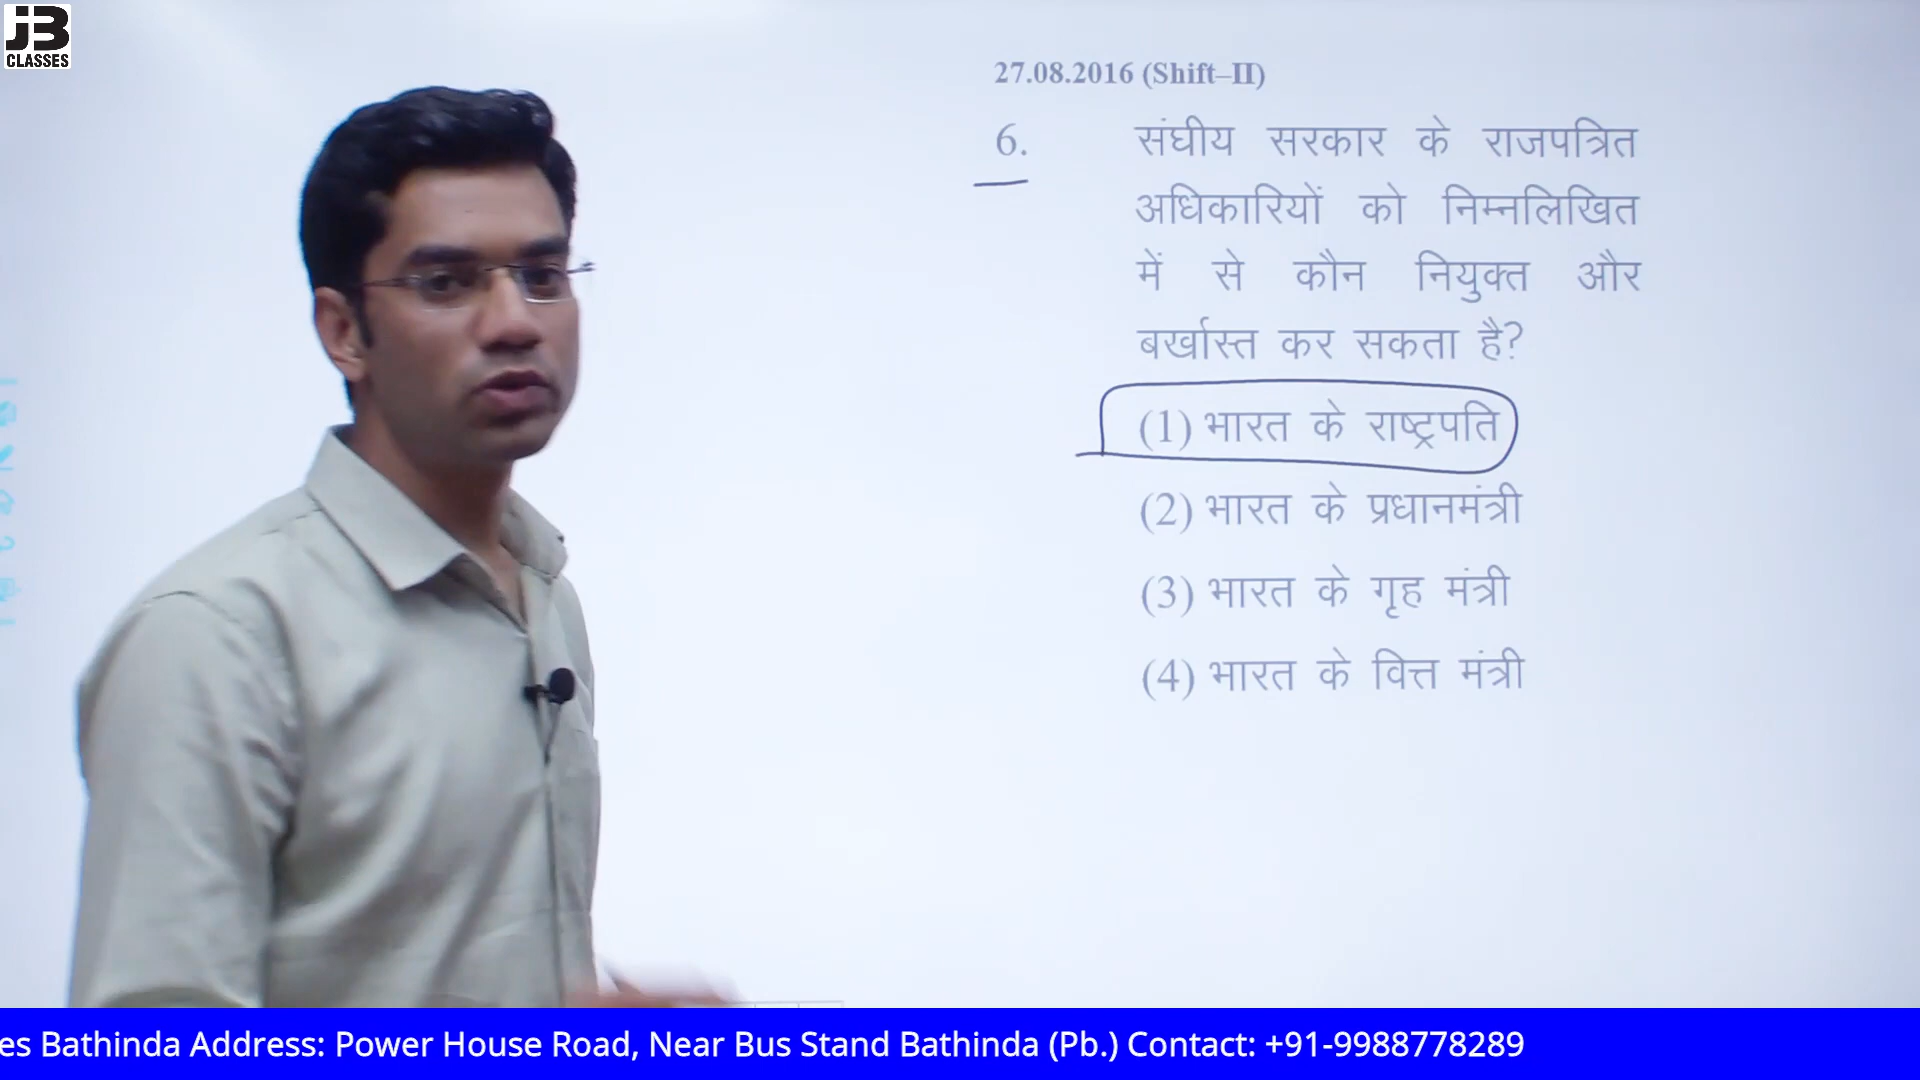 JB
CLASSES
27.08.2016 (Shift–II)
6. संघीय सरकार के राजपत्रित
अधिकारियों को निम्नलिखित
में से कौन नियुक्त और
बर्खास्त कर सकता है?
(1) भारत के राष्ट्रपति
(2) भारत के प्रधानमंत्री
(3) भारत के गृह मंत्री
(4) भारत के वित्त मंत्री
es Bathinda Address: Power House Road, Near Bus Stand Bathinda (Pb.) Contact: +91-9988778289